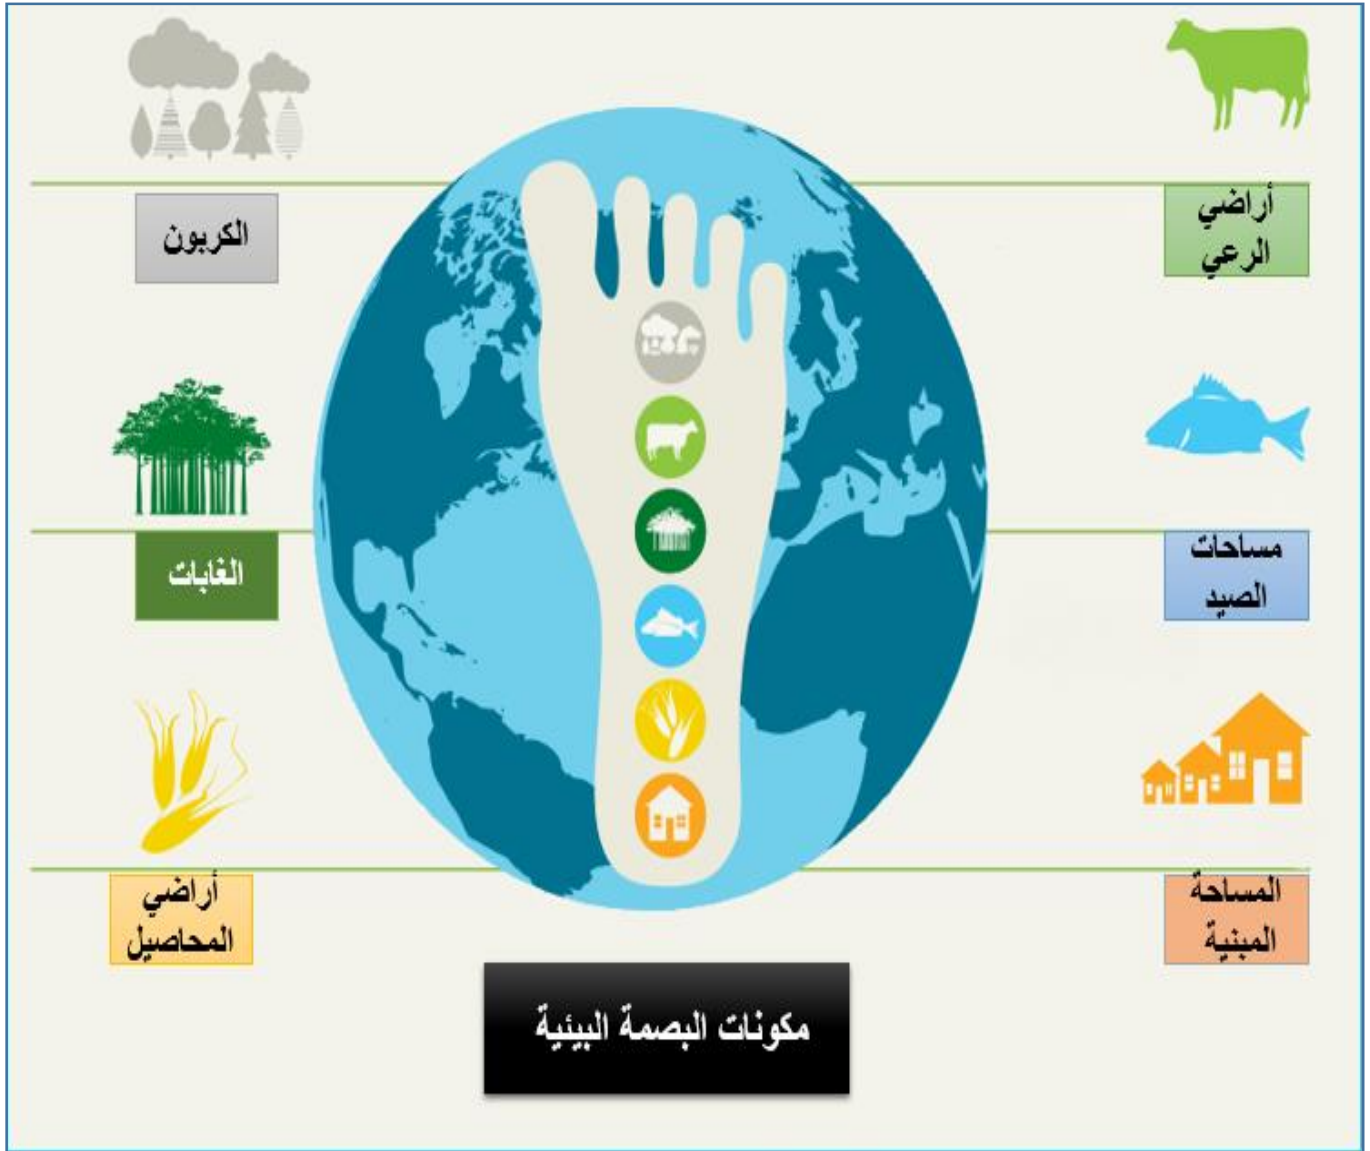 أراضي
الرعي
الكربون
مساحات
الصيد
الغابات
المساحة
المبنية
أراضي
المحاصيل
مكونات البصمة البيئية